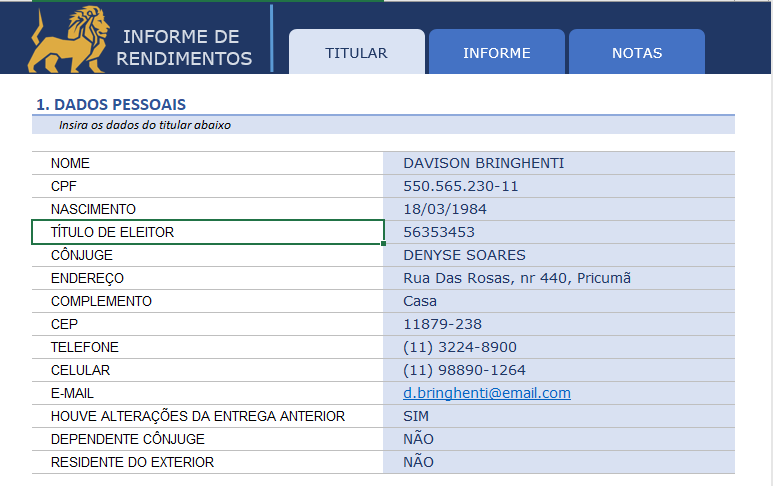 INFORME DE
RENDIMENTOS
TITULAR
INFORME
NOTAS
1. DADOS PESSOAIS
Insira os dados do titular abaixo
NOME DAVISON BRINGHENTI
CPF 550.565.230-11
NASCIMENTO 18/03/1984
TÍTULO DE ELEITOR 56353453
CÔNJUGE DENYSE SOARES
ENDEREÇO Rua Das Rosas, nr 440, Pricumã
COMPLEMENTO Casa
CEP 11879-238
TELEFONE (11) 3224-8900
CELULAR (11) 98890-1264
E-MAIL d.bringhenti@email.com
HOUVE ALTERAÇÕES DA ENTREGA ANTERIOR SIM
DEPENDENTE CÔNJUGE NÃO
RESIDENTE DO EXTERIOR NÃO